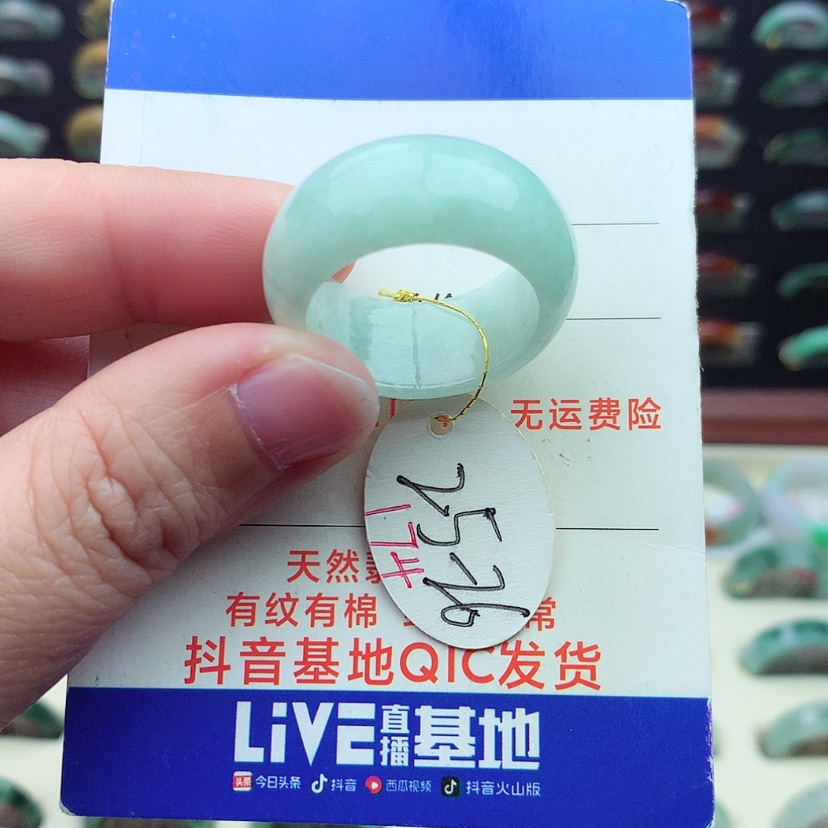 无运费险
2576
17#
天然
有纹有棉 常
抖音基地QIC发货
LiVE直播基地
今日头条 抖音 西瓜视频 抖音火山版